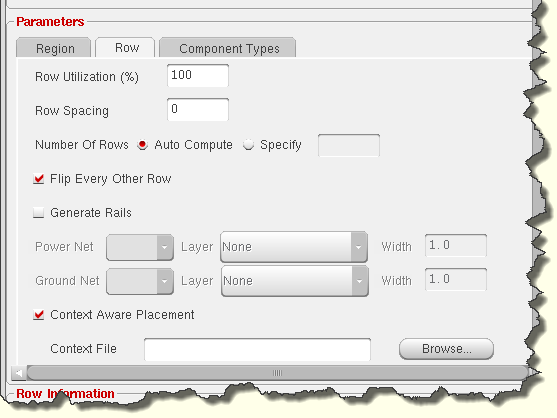 Parameters
Region Row Component Types
Row Utilization (%) 100
Row Spacing 0
Number Of Rows Auto Compute Specify
Flip Every Other Row
Generate Rails
Power Net Layer None Width 1.0
Ground Net Layer None Width 1.0
Context Aware Placement
Context File Browse...
Row Information